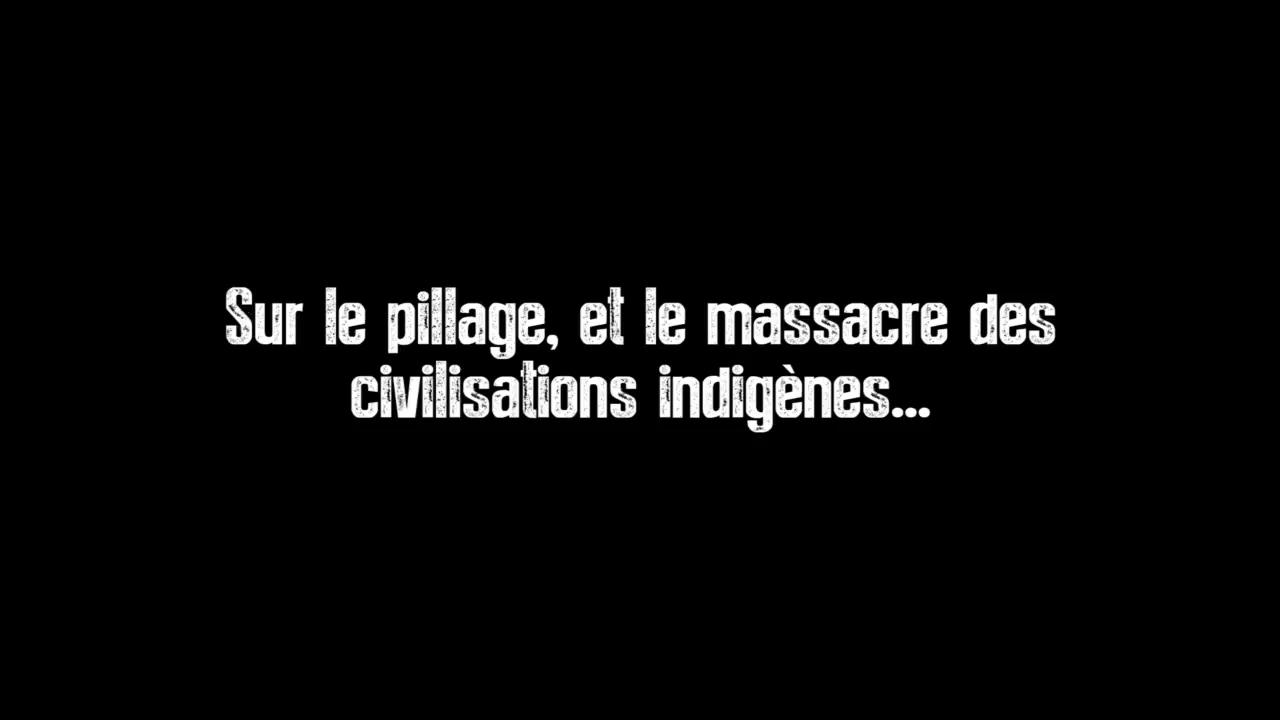 Sur le pillage, et le massacre des
civilisations indigènes...